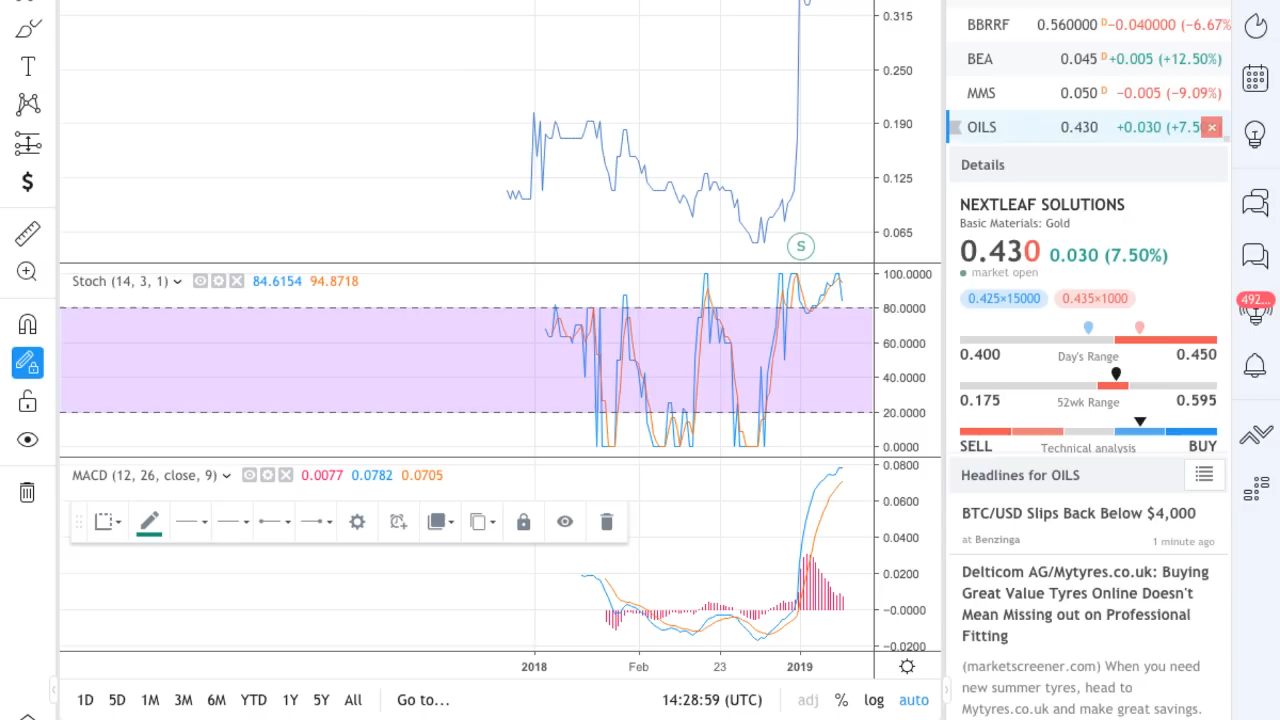 0.315
0.250
0.190
0.125
0.065
S
Stoch (14, 3, 1) 84.6154 94.8718
100.0000
80.0000
60.0000
40.0000
20.0000
0.0000
MACD (12, 26, close, 9) 0.0077 0.0782 0.0705
0.0800
0.0600
0.0400
0.0200
−0.0000
−0.0200
2018 Feb 23 2019
1D 5D 1M 3M 6M YTD 1Y 5Y All Go to... 14:28:59 (UTC) adj % log auto
BBRRF 0.560000 D −0.040000 (−6.67%
BEA 0.045 D +0.005 (+12.50%)
MMS 0.050 D −0.005 (−9.09%)
OILS 0.430 +0.030 (+7.5
Details
NEXTLEAF SOLUTIONS
Basic Materials: Gold
0.430 0.030 (7.50%)
market open
0.425×15000 0.435×1000
0.400 Day's Range 0.450
0.175 52wk Range 0.595
SELL Technical analysis BUY
Headlines for OILS
BTC/USD Slips Back Below $4,000
at Benzinga 1 minute ago
Delticom AG/Mytyres.co.uk: Buying
Great Value Tyres Online Doesn't
Mean Missing out on Professional
Fitting
(marketscreener.com) When you need
new summer tyres, head to
Mytyres.co.uk and make great savings.
492...